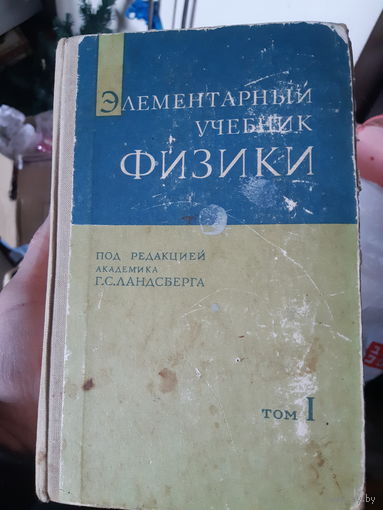 Элементарный
учебник
физики
под редакцией
академика
Г.С.Ландсберга
том I